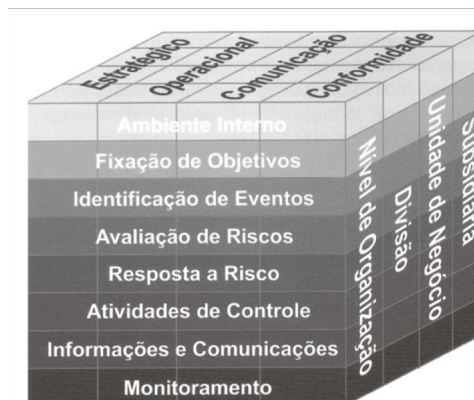 Estratégico
Operacional
Comunicação
Conformidade
Ambiente Interno
Fixação de Objetivos
Identificação de Eventos
Avaliação de Riscos
Resposta a Risco
Atividades de Controle
Informações e Comunicações
Monitoramento
Nível de Organização
Divisão
Unidade de Negócio
Subsidiária